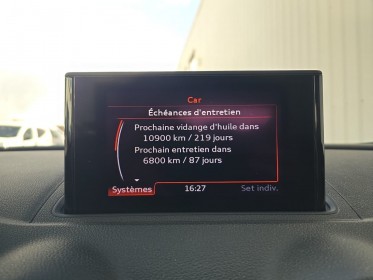 Car
Échéances d'entretien
Prochaine vidange d'huile dans
10900 km / 219 jours
Prochain entretien dans
6800 km / 87 jours
Systèmes 16:27 Set indiv.